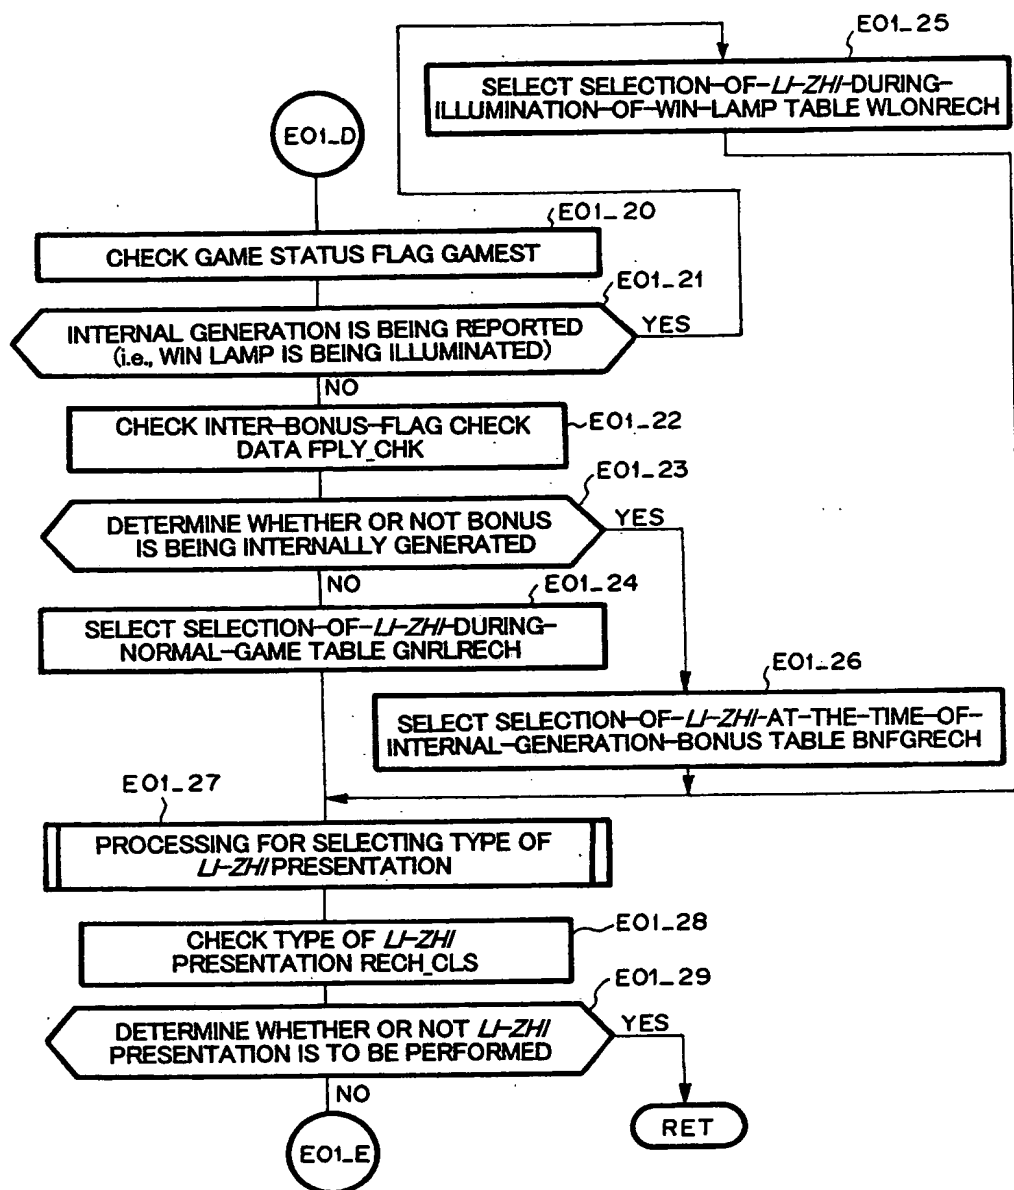 E01_25
SELECT SELECTION-OF-LI-ZHI-DURING-
ILLUMINATION-OF-WIN-LAMP TABLE WLONRECH
E01_D
E01_20
CHECK GAME STATUS FLAG GAMEST
E01_21
INTERNAL GENERATION IS BEING REPORTED
(i.e., WIN LAMP IS BEING ILLUMINATED)
YES
NO
E01_22
CHECK INTER-BONUS-FLAG CHECK
DATA FPLY_CHK
E01_23
DETERMINE WHETHER OR NOT BONUS
IS BEING INTERNALLY GENERATED
YES
NO
E01_24
SELECT SELECTION-OF-LI-ZHI-DURING-
NORMAL-GAME TABLE GNRLRECH
E01_26
SELECT SELECTION-OF-LI-ZHI-AT-THE-TIME-OF-
INTERNAL-GENERATION-BONUS TABLE BNFGRECH
E01_27
PROCESSING FOR SELECTING TYPE OF
LI-ZHI PRESENTATION
E01_28
CHECK TYPE OF LI-ZHI
PRESENTATION RECH_CLS
E01_29
DETERMINE WHETHER OR NOT LI-ZHI
PRESENTATION IS TO BE PERFORMED
YES
NO
RET
E01_E